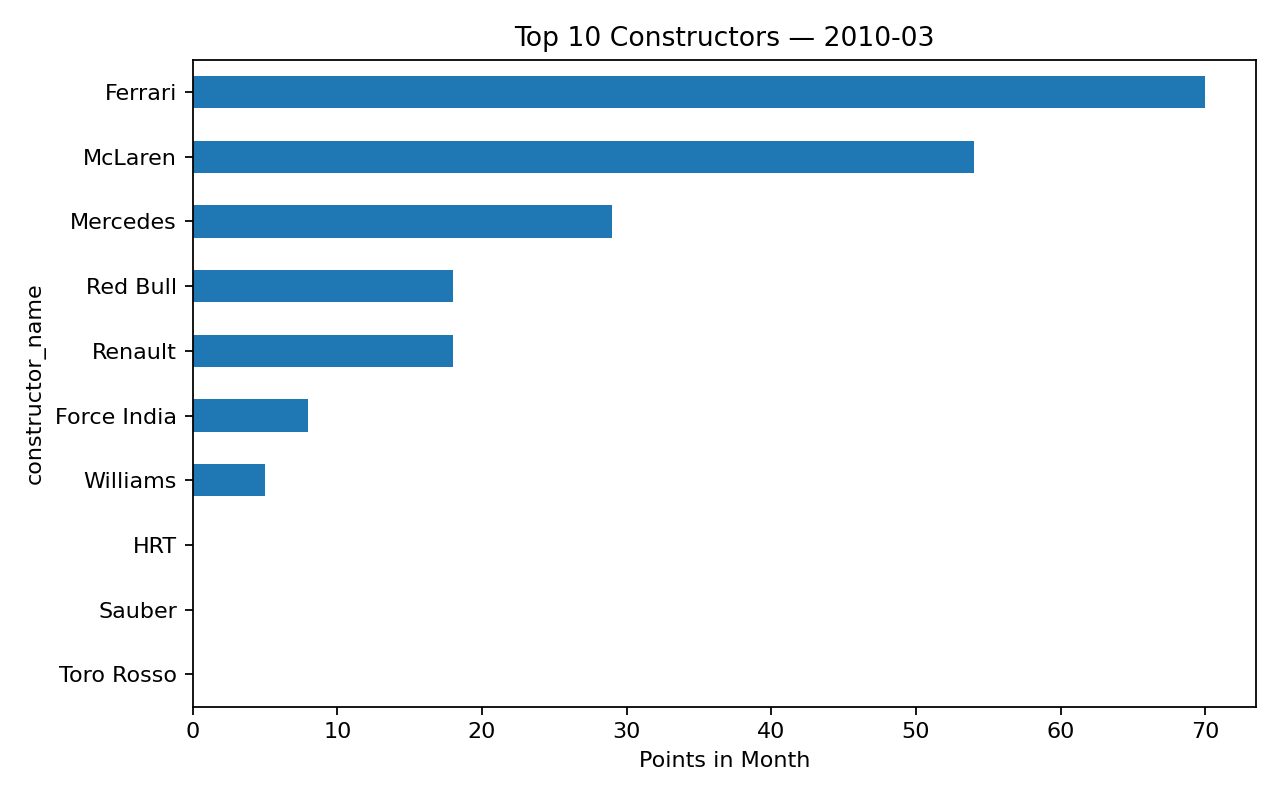 Top 10 Constructors — 2010-03
constructor_name
Ferrari
McLaren
Mercedes
Red Bull
Renault
Force India
Williams
HRT
Sauber
Toro Rosso
0 10 20 30 40 50 60 70
Points in Month